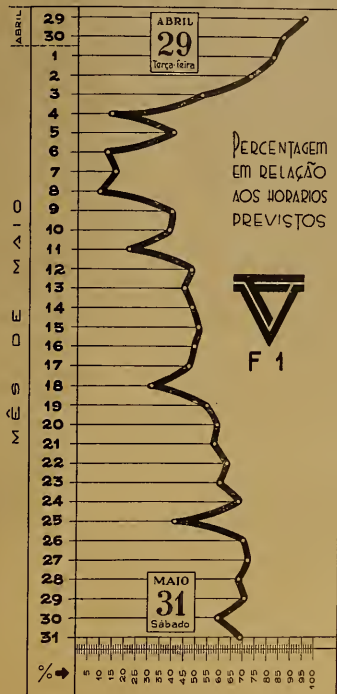 ABRIL
29
30
MÊS DE MAIO
1
2
3
4
5
6
7
8
9
10
11
12
13
14
15
16
17
18
19
20
21
22
23
24
25
26
27
28
29
30
31
ABRIL
29
Terça-feira
PERCENTAGEM
EM RELAÇÃO
AOS HORARIOS
PREVISTOS
F 1
MAIO
31
Sábado
% 5 10 15 20 25 30 35 40 45 50 55 60 65 70 75 80 85 90 95 100